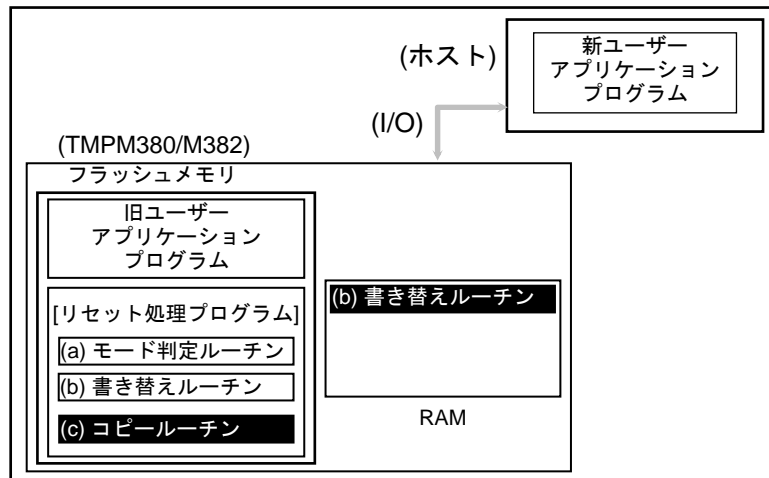 (ホスト)
新ユーザー
アプリケーション
プログラム
(I/O)
(TMPM380/M382)
フラッシュメモリ
旧ユーザー
アプリケーション
プログラム
[リセット処理プログラム]
(a) モード判定ルーチン
(b) 書き替えルーチン
(c) コピールーチン
(b) 書き替えルーチン
RAM